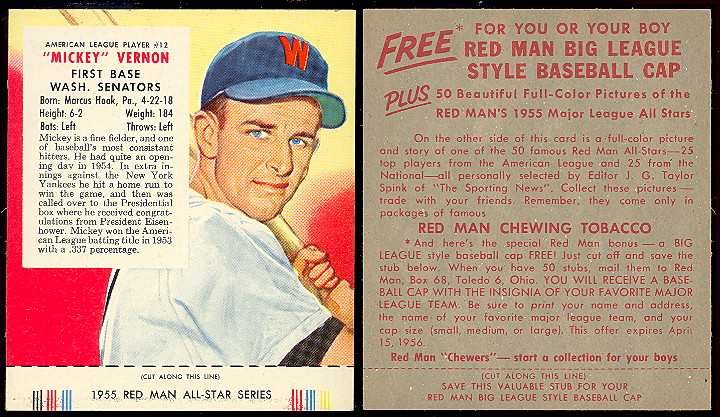 AMERICAN LEAGUE PLAYER #12
"MICKEY" VERNON
FIRST BASE
WASH. SENATORS
Born: Marcus Hook, Pa., 4-22-18
Height: 6-2 Weight: 184
Bats: Left Throws: Left
Mickey is a fine fielder, and one
of baseball's most consistent
hitters. He had quite an open-
ing day in 1954. In extra inn-
ings against the New York
Yankees he hit a home run to
win the game, and then was
called over to the Presidential
box where he received congrat-
ulations from President Eisen-
hower. Mickey won the Ameri-
can League batting title in 1953
with a .337 percentage.
W
(CUT ALONG THIS LINE)
1955 RED MAN ALL-STAR SERIES
FREE* FOR YOU OR YOUR BOY
RED MAN BIG LEAGUE
STYLE BASEBALL CAP
PLUS 50 Beautiful Full-Color Pictures of the
RED MAN'S 1955 Major League All Stars
On the other side of this card is a full-color picture
and story of one of the 50 famous Red Man All-Stars—25
top players from the American League and 25 from the
National—all personally selected by Editor J. G. Taylor
Spink of "The Sporting News". Collect these pictures—
trade with your friends. Remember, they come only
in packages of famous
RED MAN CHEWING TOBACCO
*And here's the special Red Man bonus—a BIG
LEAGUE style baseball cap FREE! Just cut off and save the
stub below. When you have 50 stubs, mail them to Red
Man, Box 68, Toledo 6, Ohio. YOU WILL RECEIVE A BASE-
BALL CAP WITH THE INSIGNIA OF YOUR FAVORITE MAJOR
LEAGUE TEAM. Be sure to print your name and address,
the name of your favorite major league team, and your
cap size (small, medium, or large). This offer expires April
15, 1956.
Red Man "Chewers"—start a collection for your boys
(CUT ALONG THIS LINE)
SAVE THIS VALUABLE STUB FOR YOUR
RED MAN BIG LEAGUE STYLE BASEBALL CAP